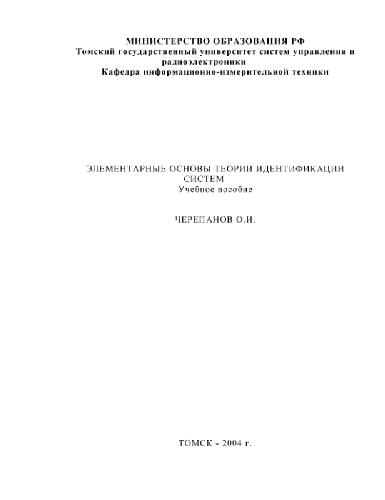 МИНИСТЕРСТВО ОБРАЗОВАНИЯ РФ
Томский государственный университет систем управления и
радиоэлектроники
Кафедра информационно-измерительной техники
ЭЛЕМЕНТАРНЫЕ ОСНОВЫ ТЕОРИИ ИДЕНТИФИКАЦИИ
СИСТЕМ
Учебное пособие
ЧЕРЕПАНОВ О.И.
ТОМСК - 2004 г.